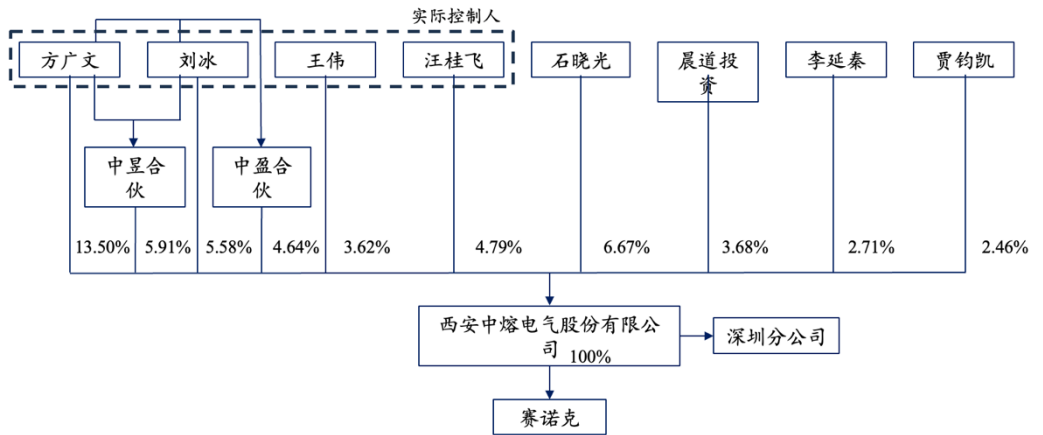 实际控制人
方广文
刘冰
王伟
汪桂飞
石晓光
晨道投
资
李延秦
贾钧凯
中昱合
伙
中盈合
伙
13.50%
5.91%
5.58%
4.64%
3.62%
4.79%
6.67%
3.68%
2.71%
2.46%
西安中熔电气股份有限公
司
100%
深圳分公司
赛诺克